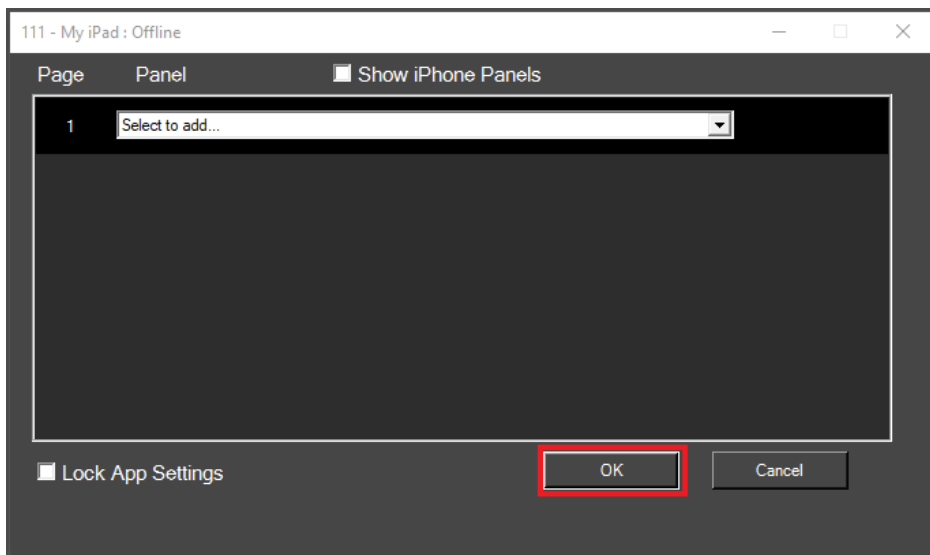 111 - My iPad : Offline
Page Panel Show iPhone Panels
1 Select to add...
Lock App Settings OK Cancel